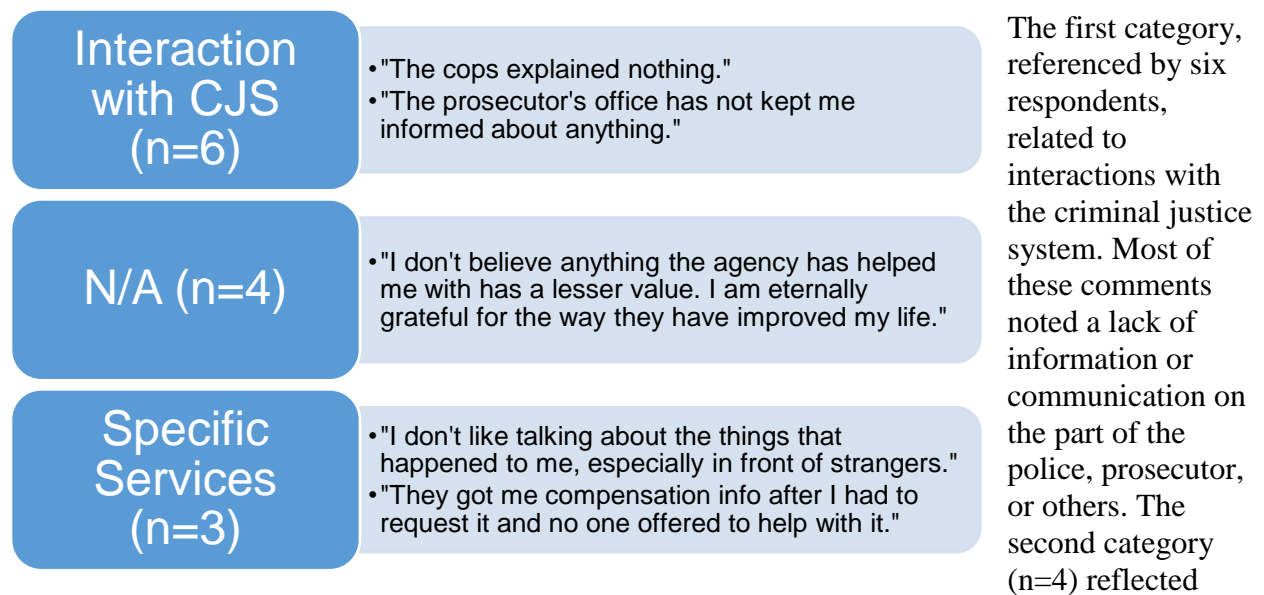 Interaction
with CJS
(n=6)
•"The cops explained nothing."
•"The prosecutor's office has not kept me
informed about anything."
N/A (n=4)
•"I don't believe anything the agency has helped
me with has a lesser value. I am eternally
grateful for the way they have improved my life."
Specific
Services
(n=3)
•"I don't like talking about the things that
happened to me, especially in front of strangers."
•"They got me compensation info after I had to
request it and no one offered to help with it."
The first category,
referenced by six
respondents,
related to
interactions with
the criminal justice
system. Most of
these comments
noted a lack of
information or
communication on
the part of the
police, prosecutor,
or others. The
second category
(n=4) reflected